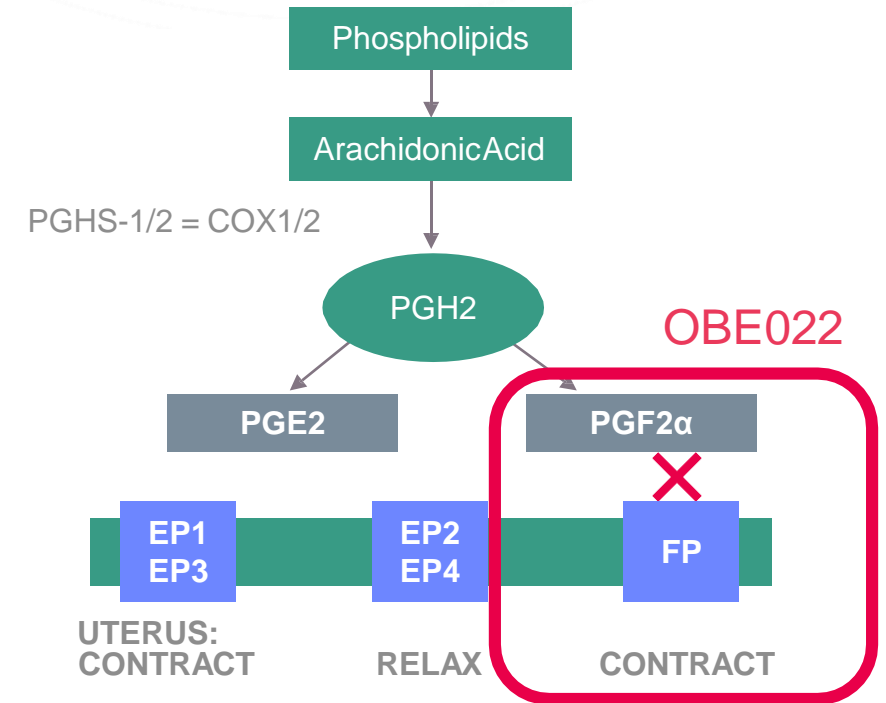 Phospholipids
ArachidonicAcid
PGHS-1/2 = COX1/2
PGH2
OBE022
PGE2
PGF2α
EP1
EP3
EP2
EP4
FP
UTERUS:
CONTRACT
RELAX
CONTRACT